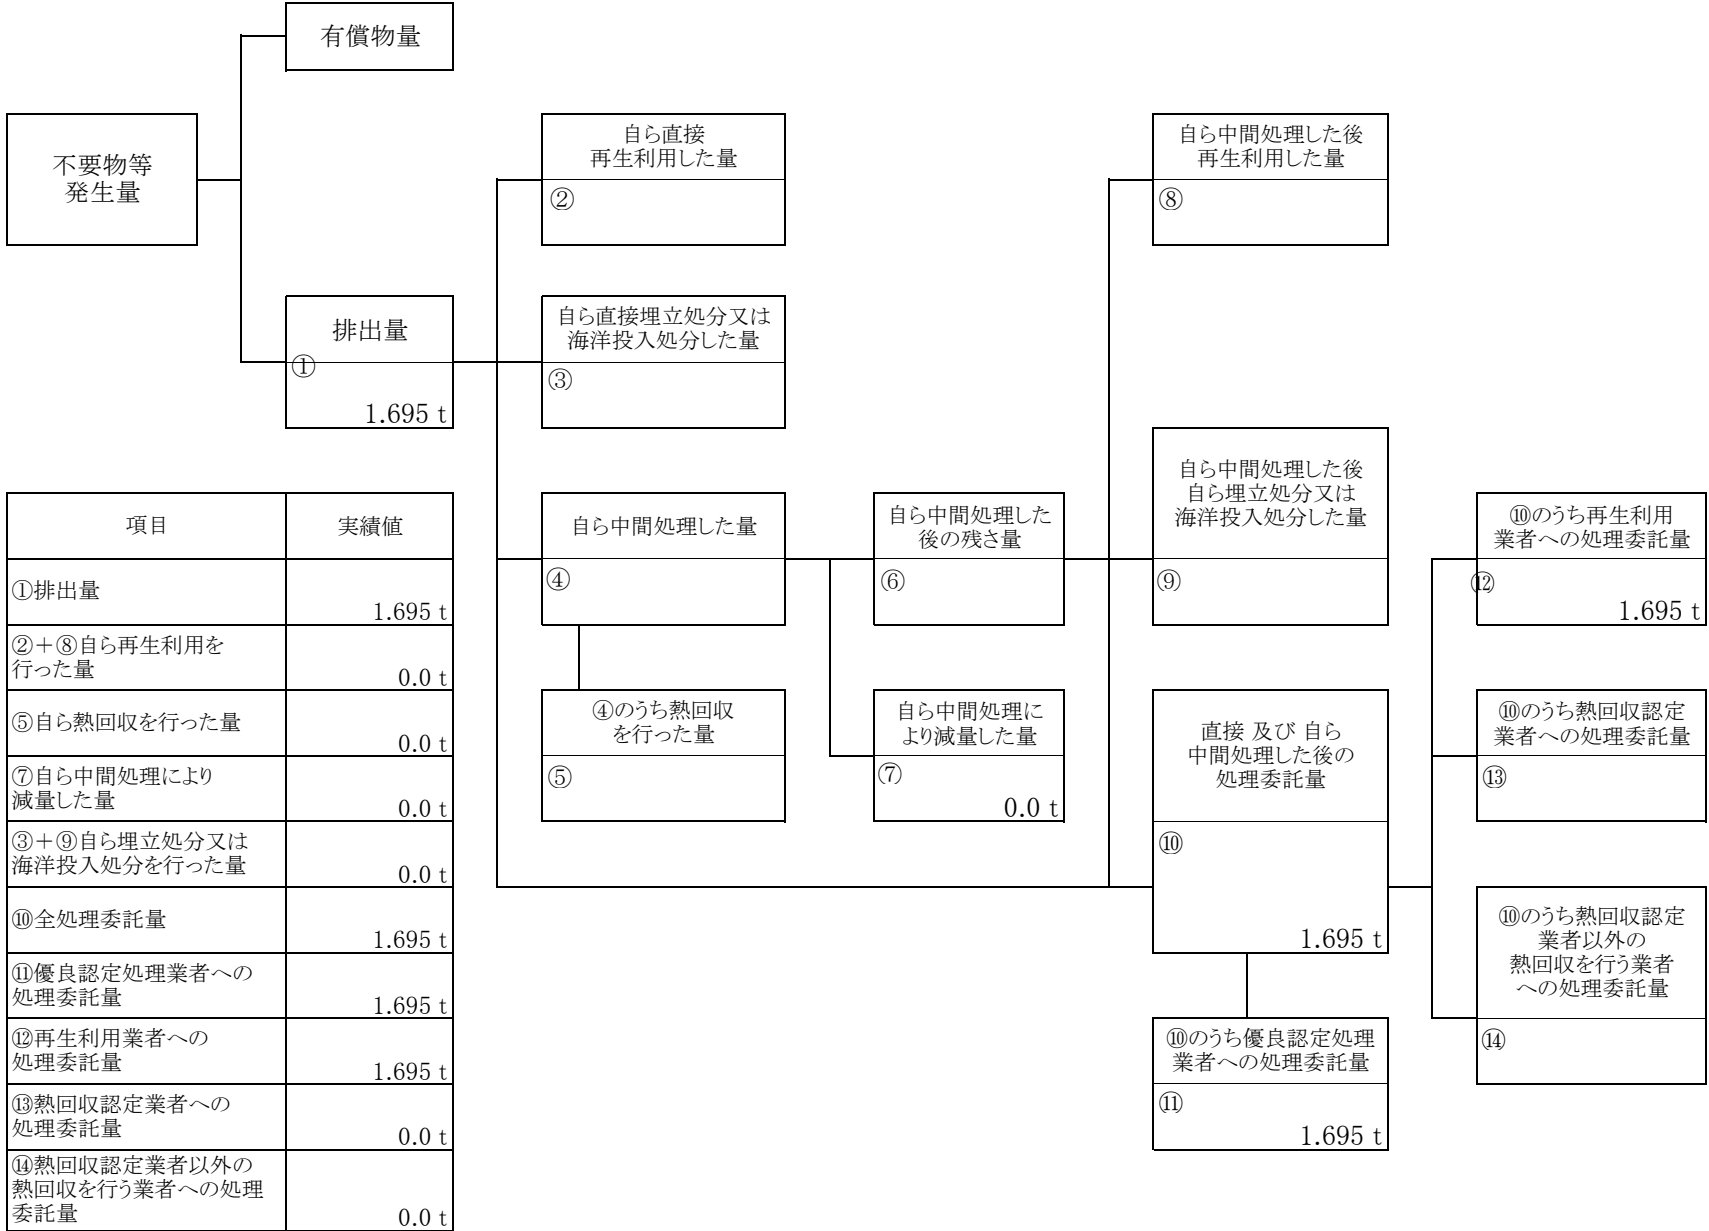 有償物量
不要物等
発生量
自ら直接
再生利用した量
②
自ら中間処理した後
再生利用した量
⑧
排出量
①
1.695 t
自ら直接埋立処分又は
海洋投入処分した量
③
自ら中間処理した量
④
自ら中間処理した
後の残さ量
⑥
自ら中間処理した後
自ら埋立処分又は
海洋投入処分した量
⑨
⑩のうち再生利用
業者への処理委託量
⑫
1.695 t
④のうち熱回収
を行った量
⑤
自ら中間処理に
より減量した量
⑦
0.0 t
直接 及び 自ら
中間処理した後の
処理委託量
⑩
1.695 t
⑩のうち熱回収認定
業者への処理委託量
⑬
⑩のうち熱回収認定
業者以外の
熱回収を行う業者
への処理委託量
⑭
⑩のうち優良認定処理
業者への処理委託量
⑪
1.695 t
項目 実績値
①排出量
1.695 t
②+⑧自ら再生利用を
行った量
0.0 t
⑤自ら熱回収を行った量
0.0 t
⑦自ら中間処理により
減量した量
0.0 t
③+⑨自ら埋立処分又は
海洋投入処分を行った量
0.0 t
⑩全処理委託量
1.695 t
⑪優良認定処理業者への
処理委託量
1.695 t
⑫再生利用業者への
処理委託量
1.695 t
⑬熱回収認定業者への
処理委託量
0.0 t
⑭熱回収認定業者以外の
熱回収を行う業者への処理
委託量
0.0 t